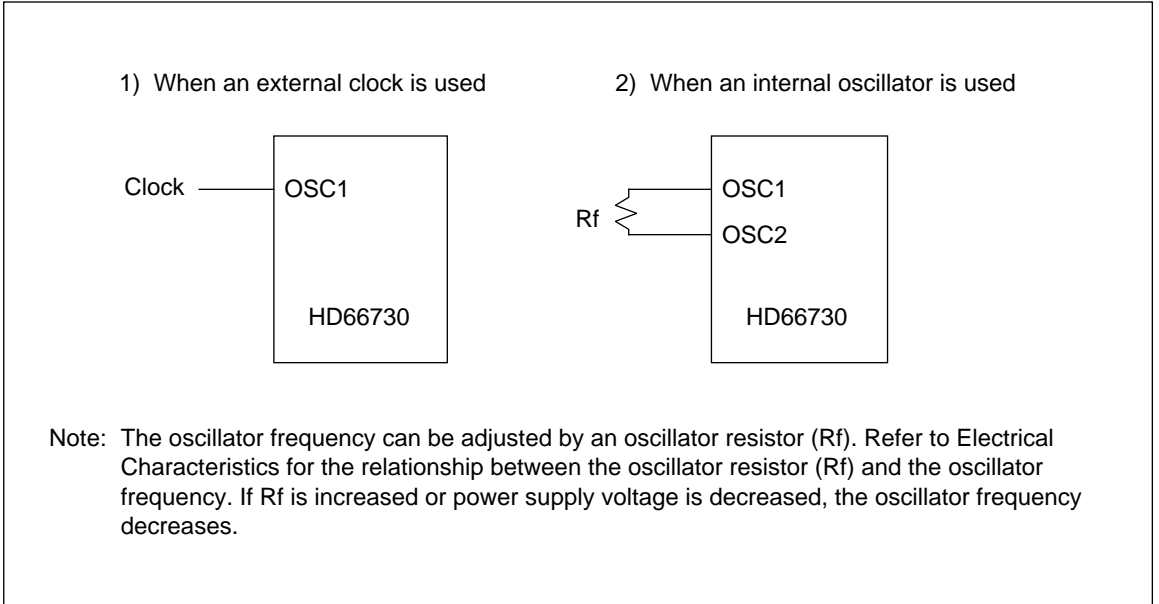 1) When an external clock is used
2) When an internal oscillator is used
Clock
OSC1
HD66730
Rf
OSC1
OSC2
HD66730
Note: The oscillator frequency can be adjusted by an oscillator resistor (Rf). Refer to Electrical
Characteristics for the relationship between the oscillator resistor (Rf) and the oscillator
frequency. If Rf is increased or power supply voltage is decreased, the oscillator frequency
decreases.